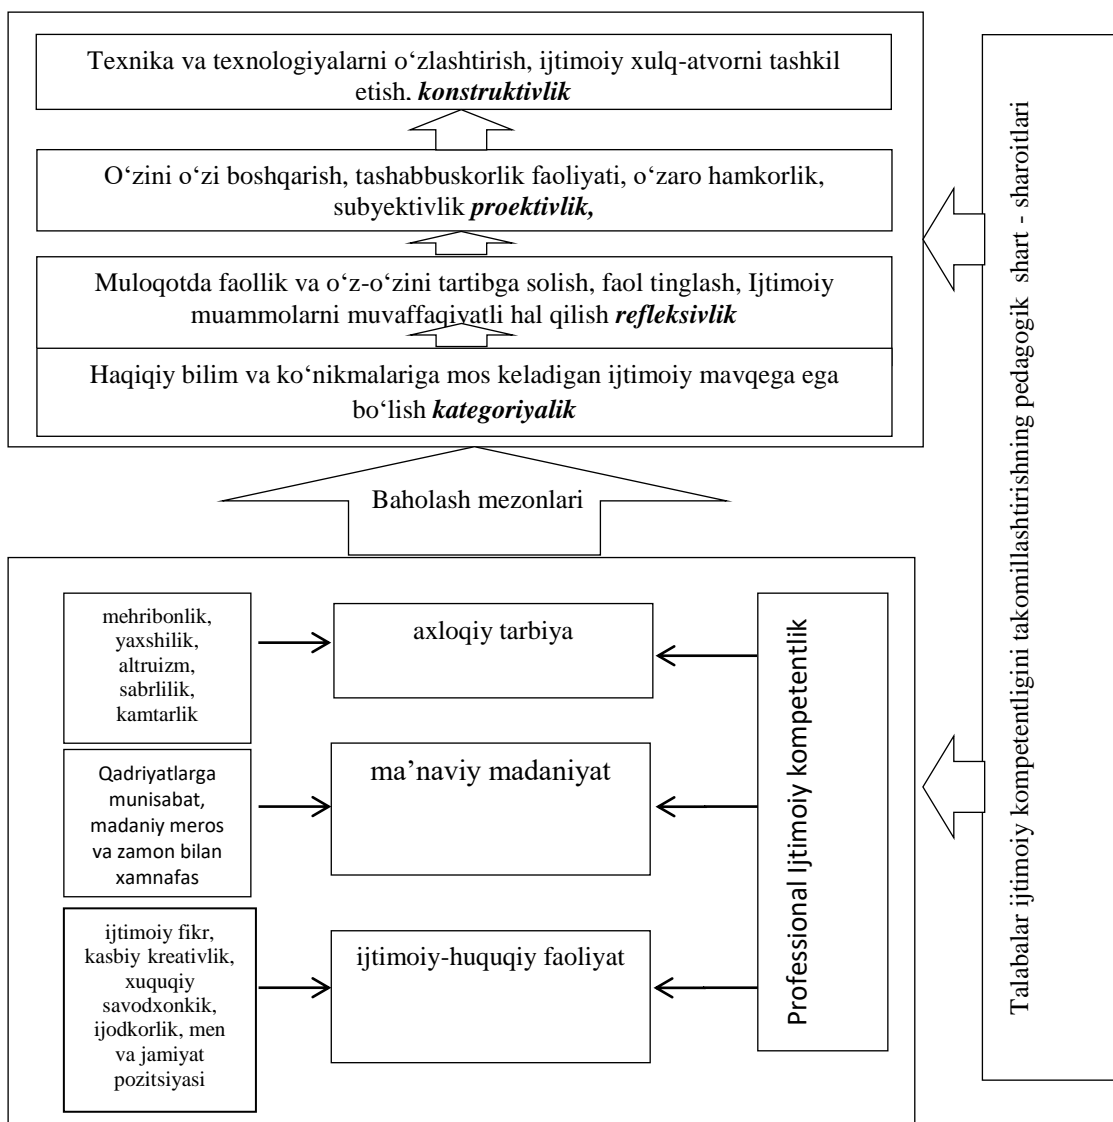 Texnika va texnologiyalarni o‘zlashtirish, ijtimoiy xulq-atvorni tashkil
etish, konstruktivlik
O‘zini o‘zi boshqarish, tashabbuskorlik faoliyati, o‘zaro hamkorlik,
subyektivlik proektivlik,
Muloqotda faollik va o‘z-o‘zini tartibga solish, faol tinglash, Ijtimoiy
muammolarni muvaffaqiyatli hal qilish refleksivlik
Haqiqiy bilim va ko‘nikmalariga mos keladigan ijtimoiy mavqega ega
bo‘lish kategoriyalik
Baholash mezonlari
mehribonlik,
yaxshilik,
altruizm,
sabrlilik,
kamtarlik
axloqiy tarbiya
Qadriyatlarga
munisabat,
madaniy meros
va zamon bilan
xamnafas
ma’naviy madaniyat
ijtimoiy fikr,
kasbiy kreativlik,
xuquqiy
savodxonkik,
ijodkorlik, men
va jamiyat
pozitsiyasi
ijtimoiy-huquqiy faoliyat
Professional Ijtimoiy kompetentlik
Talabalar ijtimoiy kompetentligini takomillashtirishning pedagogik shart - sharoitlari